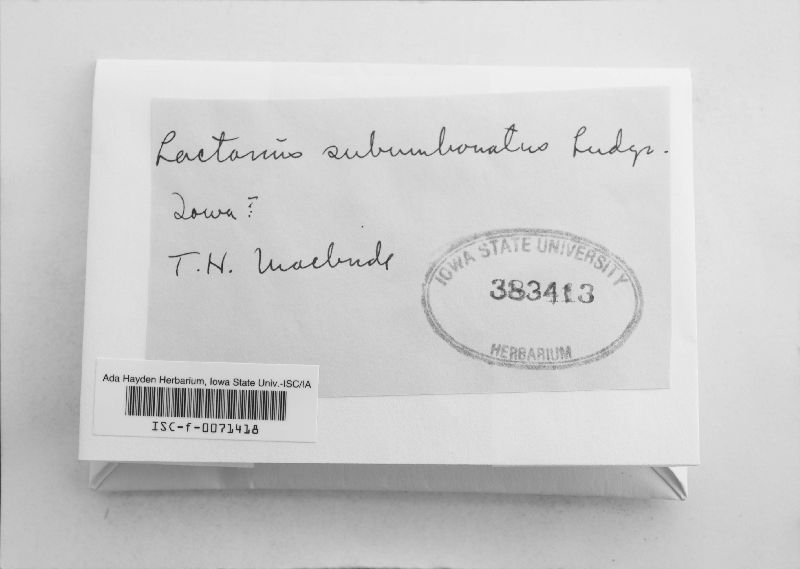 Lactarius subumbonatus Lindgr.
Iowa?
T.H. Macbride
IOWA STATE UNIVERSITY
383413
HERBARIUM
Ada Hayden Herbarium, Iowa State Univ.-ISC/IA
ISC-f-0071418